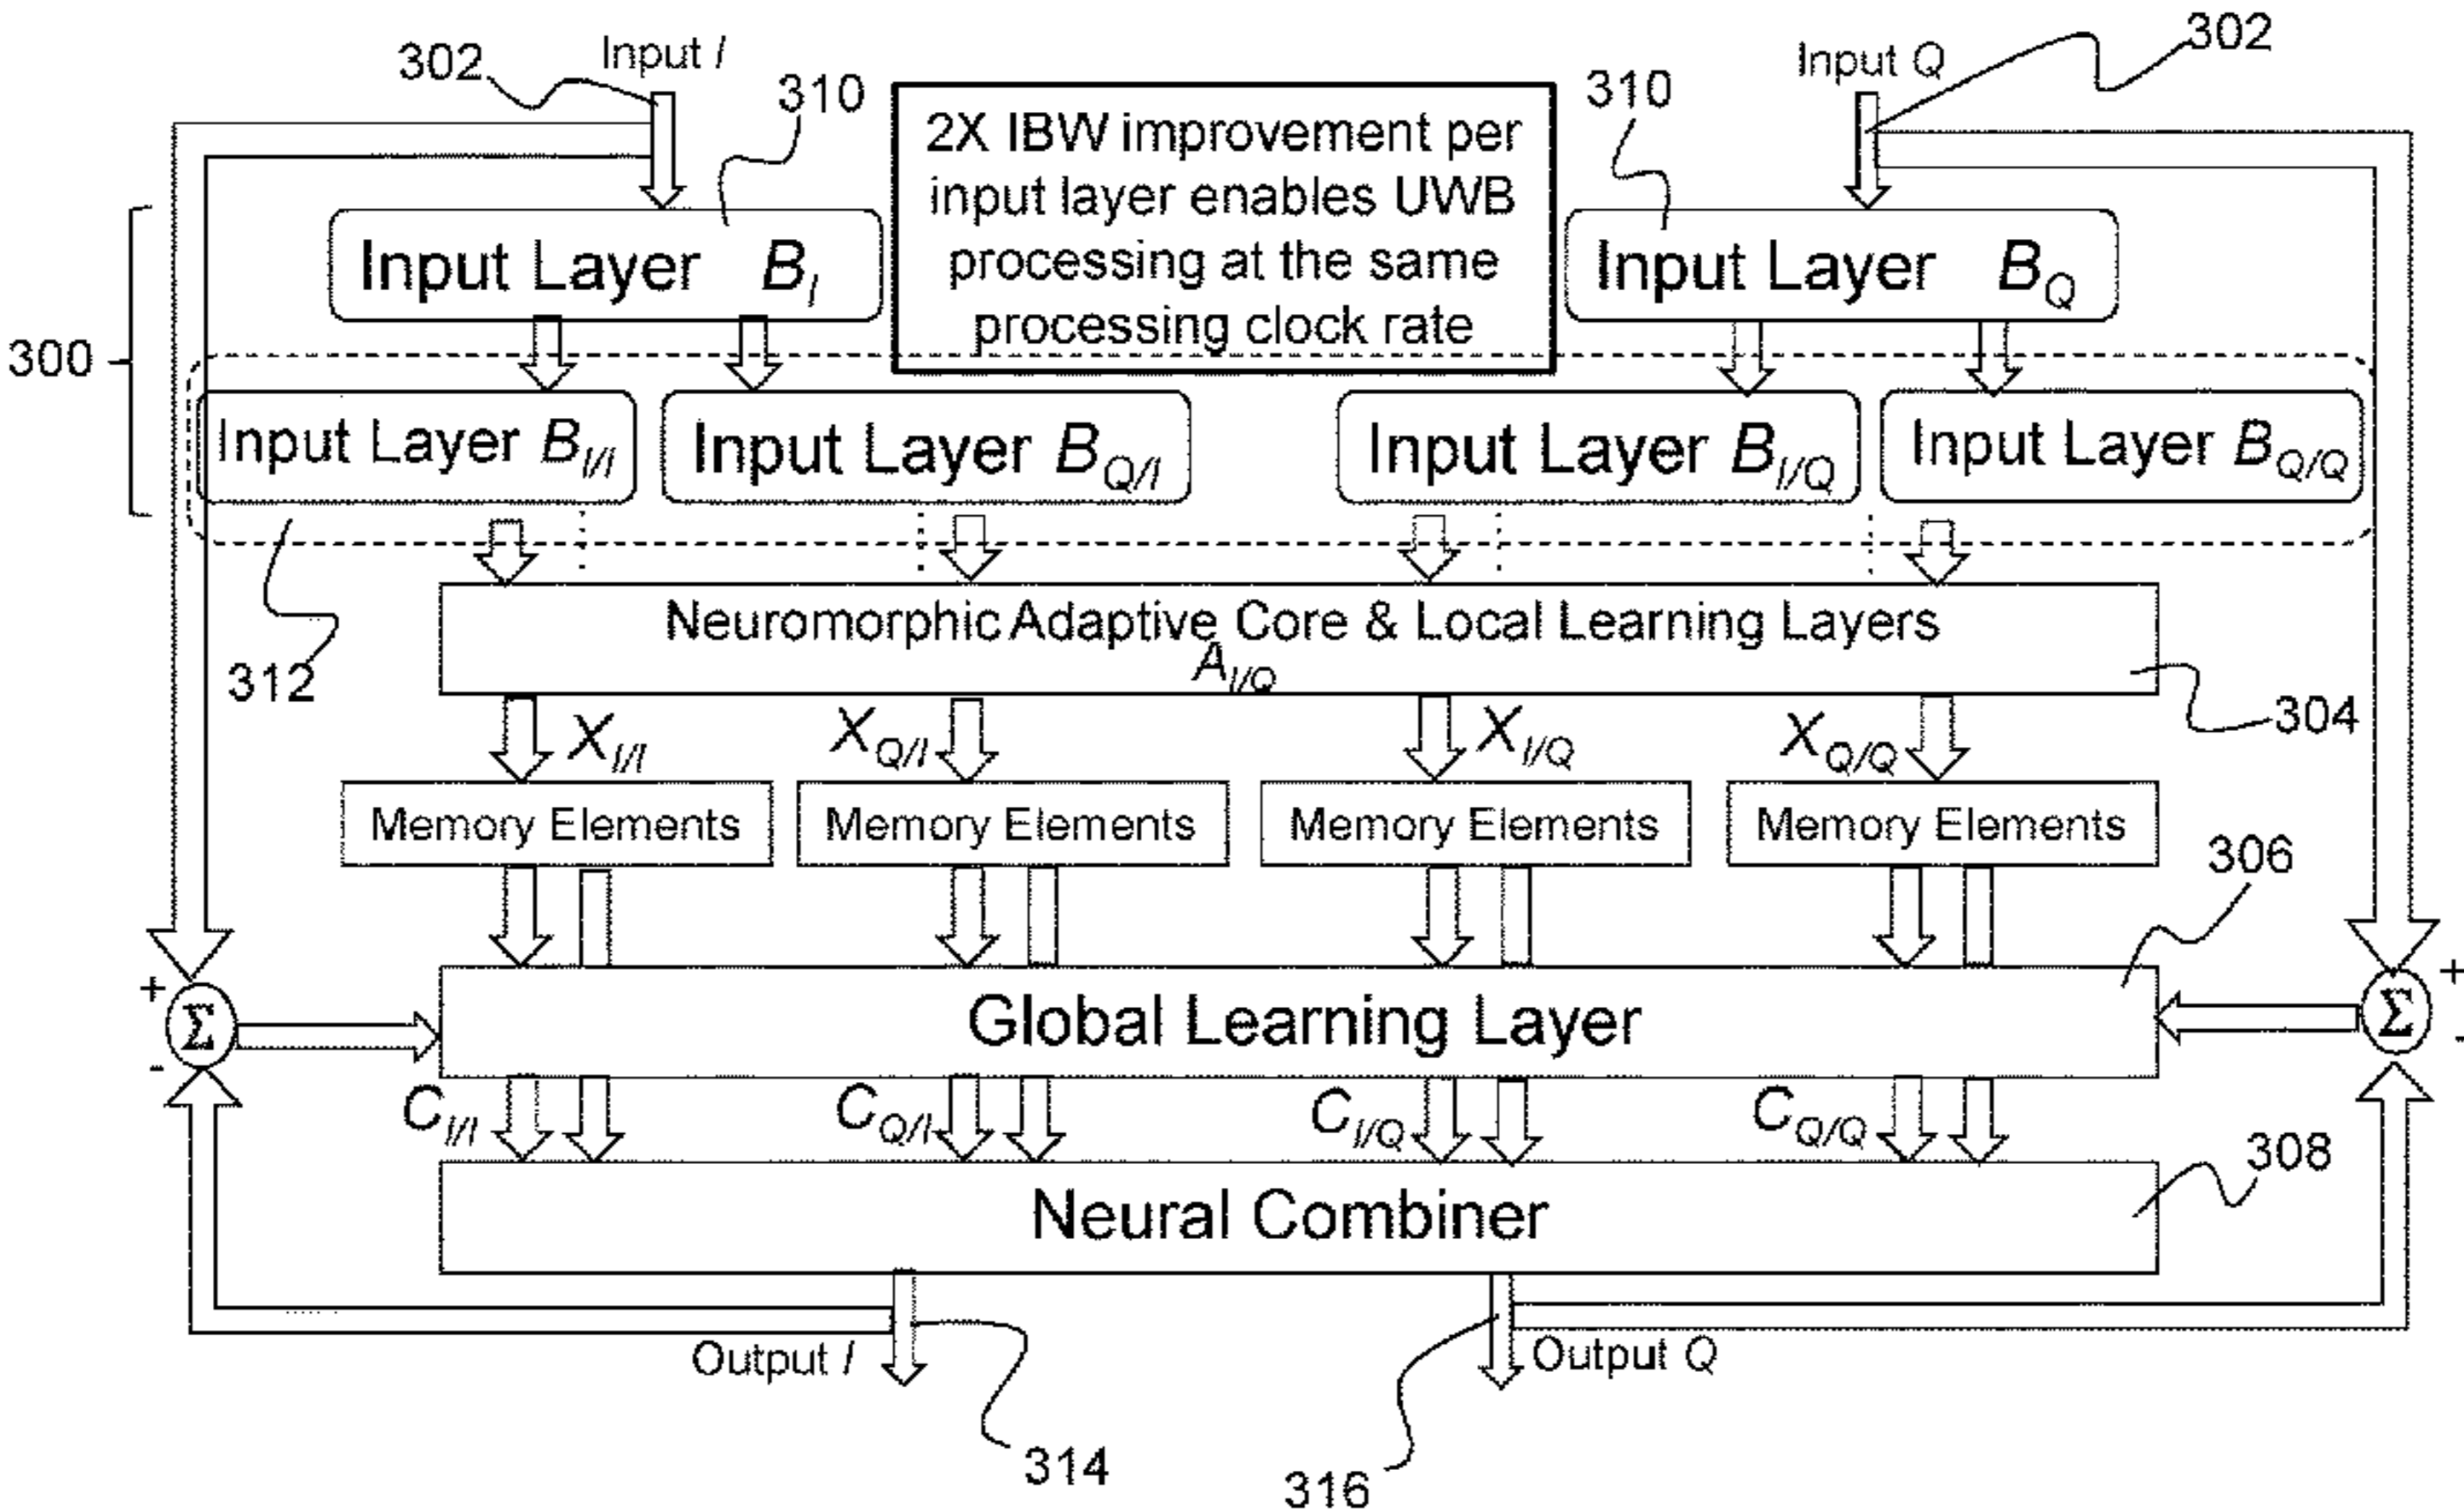 302
Input I
310
2X IBW improvement per
input layer enables UWB
processing at the same
processing clock rate
310
Input Q
302
Input Layer B_I
Input Layer B_Q
300
Input Layer B_I/I
Input Layer B_Q/I
Input Layer B_I/Q
Input Layer B_Q/Q
Neuromorphic Adaptive Core & Local Learning Layers
A_I/Q
312
304
X_I/I
X_Q/I
X_I/Q
X_Q/Q
Memory Elements
Memory Elements
Memory Elements
Memory Elements
306
+
Σ
-
Global Learning Layer
+
Σ
-
C_I/I
C_Q/I
C_I/Q
C_Q/Q
308
Neural Combiner
Output I
Output Q
314
316